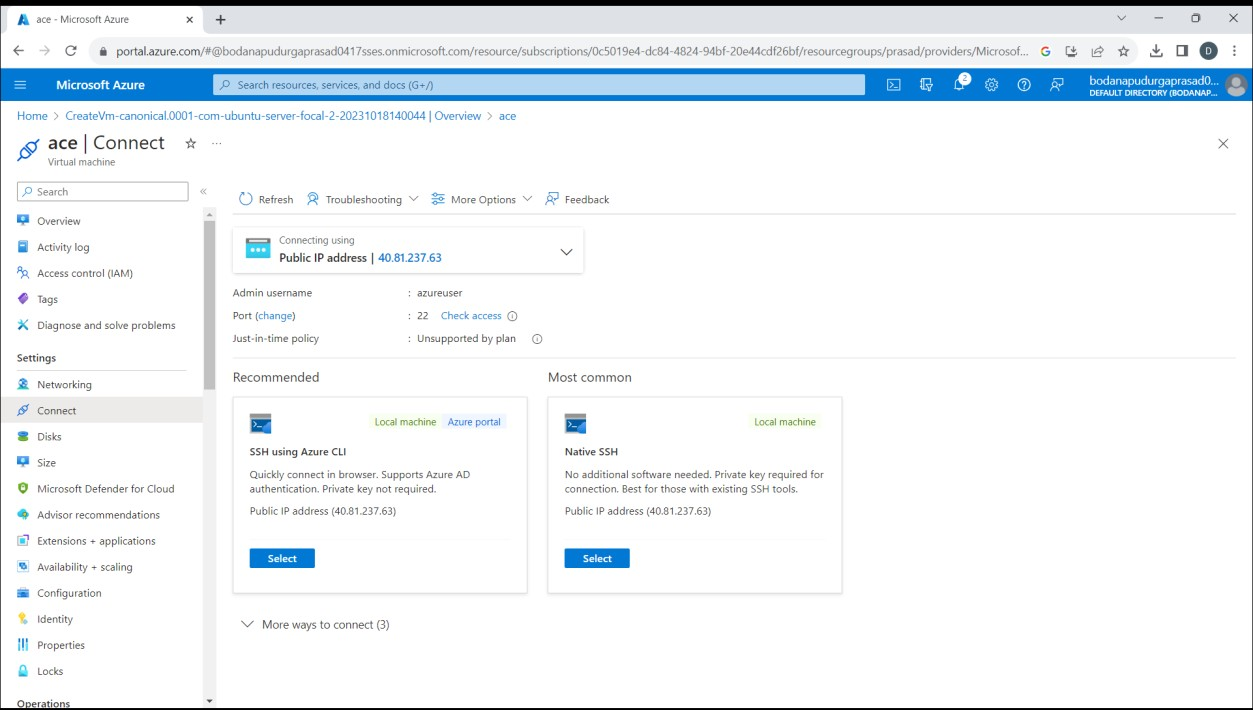 ace - Microsoft Azure
portal.azure.com/#@bodanapudurgaprasad0417sses.onmicrosoft.com/resource/subscriptions/0c5019e4-dc84-4824-94bf-20e44cdf26bf/resourcegroups/prasad/providers/Microsof...
D
Microsoft Azure
Search resources, services, and docs (G+/)
2
bodanapudurgaprasad0...
DEFAULT DIRECTORY (BODANAP...
Home > CreateVm-canonical.0001-com-ubuntu-server-focal-2-20231018140044 | Overview > ace
ace | Connect
Virtual machine
Search
Overview
Activity log
Access control (IAM)
Tags
Diagnose and solve problems
Settings
Networking
Connect
Disks
Size
Microsoft Defender for Cloud
Advisor recommendations
Extensions + applications
Availability + scaling
Configuration
Identity
Properties
Locks
Operations
Refresh Troubleshooting More Options Feedback
Connecting using
Public IP address | 40.81.237.63
Admin username : azureuser
Port (change) : 22 Check access
Just-in-time policy : Unsupported by plan
Recommended
Local machine Azure portal
SSH using Azure CLI
Quickly connect in browser. Supports Azure AD
authentication. Private key not required.
Public IP address (40.81.237.63)
Select
Most common
Local machine
Native SSH
No additional software needed. Private key required for
connection. Best for those with existing SSH tools.
Public IP address (40.81.237.63)
Select
More ways to connect (3)